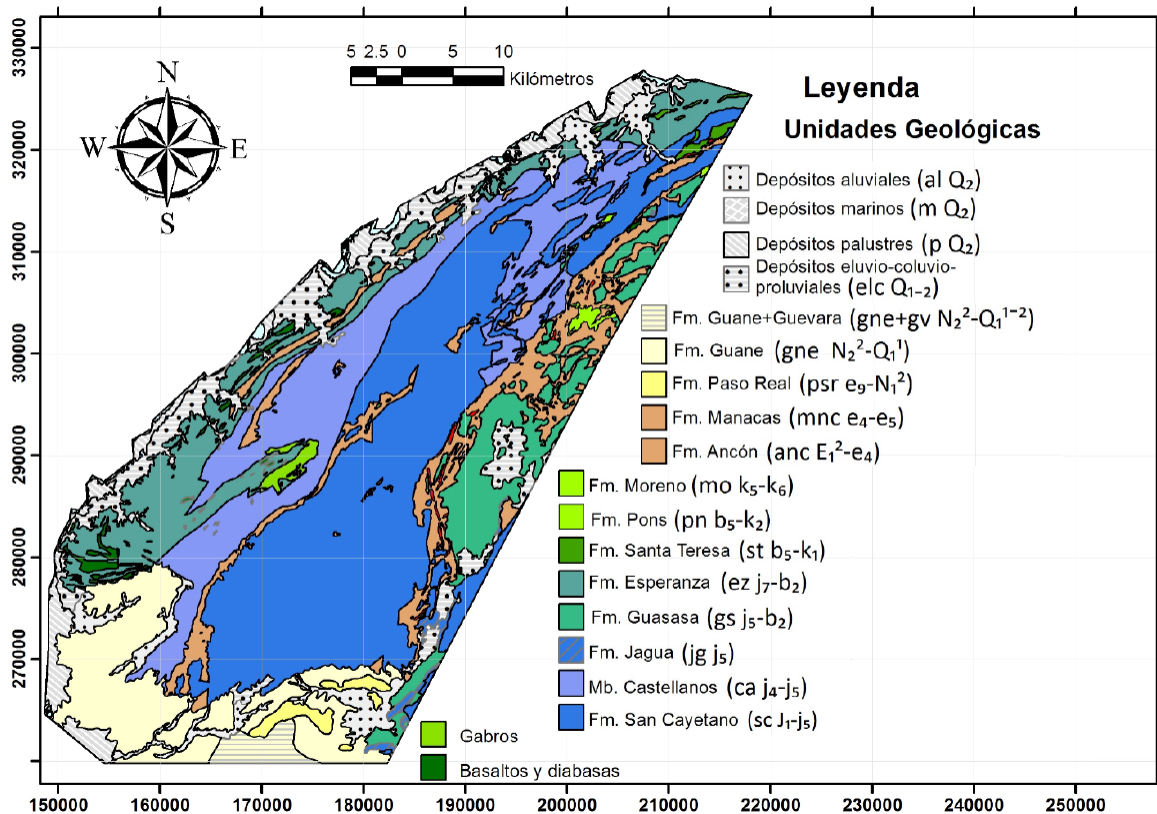 330000
320000
310000
300000
290000
280000
270000
5 2.5 0 5 10
Kilómetros
N
W
E
S
Leyenda
Unidades Geológicas
Depósitos aluviales (al Q₂)
Depósitos marinos (m Q₂)
Depósitos palustres (p Q₂)
Depósitos eluvio-coluvio-
proluviales (elc Q₁₋₂)
Fm. Guane+Guevara (gne+gv N₂²-Q₁¹⁻²)
Fm. Guane (gne N₂²-Q₁¹)
Fm. Paso Real (psr e₉-N₁²)
Fm. Manacas (mnc e₄-e₅)
Fm. Ancón (anc E₁²-e₄)
Fm. Moreno (mo k₅-k₆)
Fm. Pons (pn b₅-k₂)
Fm. Santa Teresa (st b₅-k₁)
Fm. Esperanza (ez j₇-b₂)
Fm. Guasasa (gs j₅-b₂)
Fm. Jagua (jg j₅)
Mb. Castellanos (ca j₄-j₅)
Fm. San Cayetano (sc J₁-j₅)
Gabros
Basaltos y diabasas
150000 160000 170000 180000 190000 200000 210000 220000 230000 240000 250000